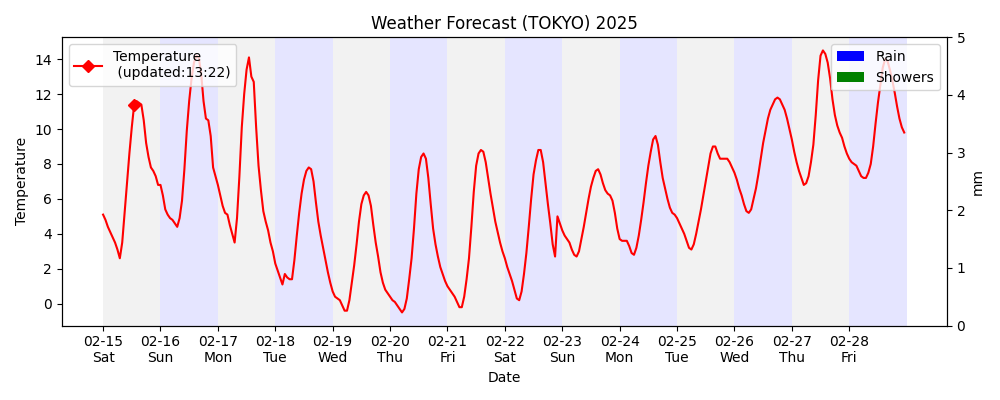 Weather Forecast (TOKYO) 2025
Temperature
(updated:13:22)
Rain
Showers
Temperature
14
12
10
8
6
4
2
0
5
4
3
2
1
0
mm
02-15 02-16 02-17 02-18 02-19 02-20 02-21 02-22 02-23 02-24 02-25 02-26 02-27 02-28
Sat Sun Mon Tue Wed Thu Fri Sat Sun Mon Tue Wed Thu Fri
Date